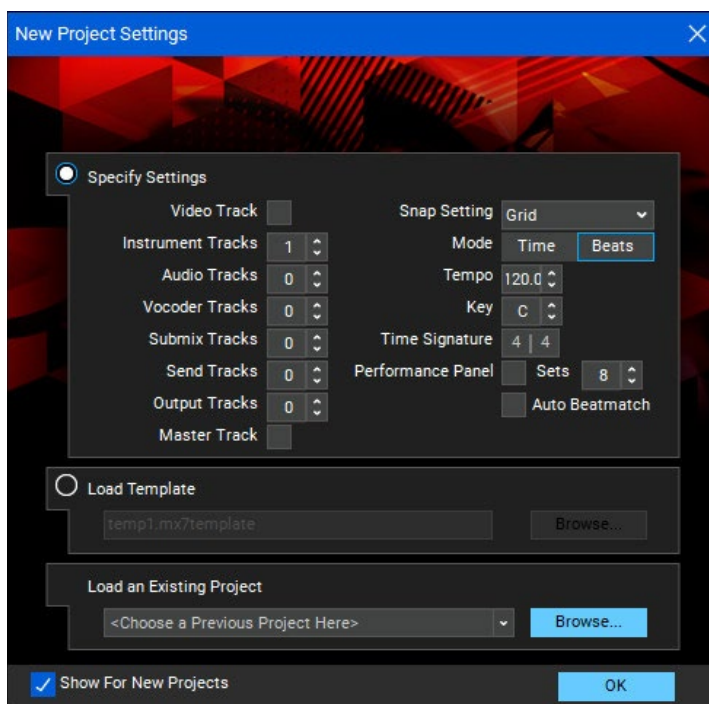 New Project Settings
Specify Settings
Video Track
Instrument Tracks 1
Audio Tracks 0
Vocoder Tracks 0
Submix Tracks 0
Send Tracks 0
Output Tracks 0
Master Track
Snap Setting Grid
Mode Time Beats
Tempo 120.0
Key C
Time Signature 4 | 4
Performance Panel Sets 8
Auto Beatmatch
Load Template
temp1.mx7template Browse...
Load an Existing Project
<Choose a Previous Project Here> Browse...
Show For New Projects OK